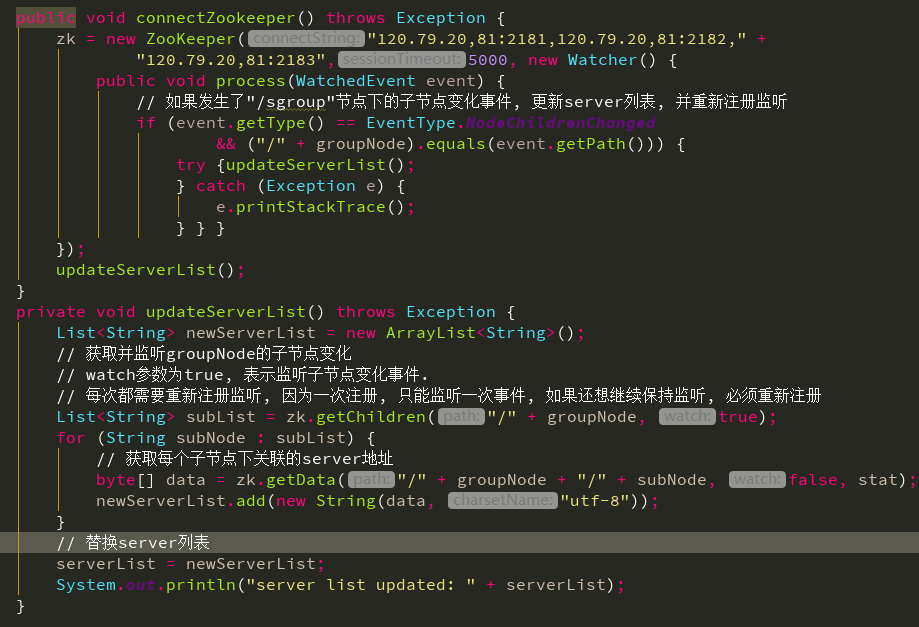 public void connectZookeeper() throws Exception {
    zk = new ZooKeeper( connectString: "120.79.20,81:2181,120.79.20,81:2182," +
            "120.79.20,81:2183", sessionTimeout: 5000, new Watcher() {
        public void process(WatchedEvent event) {
            // 如果发生了"/sgroup"节点下的子节点变化事件, 更新server列表, 并重新注册监听
            if (event.getType() == EventType.NodeChildrenChanged
                    && ("/" + groupNode).equals(event.getPath())) {
                try {updateServerList();
                } catch (Exception e) {
                    e.printStackTrace();
                } } }
    });
    updateServerList();
}
private void updateServerList() throws Exception {
    List<String> newServerList = new ArrayList<String>();
    // 获取并监听groupNode的子节点变化
    // watch参数为true, 表示监听子节点变化事件.
    // 每次都需要重新注册监听, 因为一次注册, 只能监听一次事件, 如果还想继续保持监听, 必须重新注册
    List<String> subList = zk.getChildren( path: "/" + groupNode, watch: true);
    for (String subNode : subList) {
        // 获取每个子节点下关联的server地址
        byte[] data = zk.getData( path: "/" + groupNode + "/" + subNode, watch: false, stat);
        newServerList.add(new String(data, charsetName: "utf-8"));
    }
    // 替换server列表
    serverList = newServerList;
    System.out.println("server list updated: " + serverList);
}